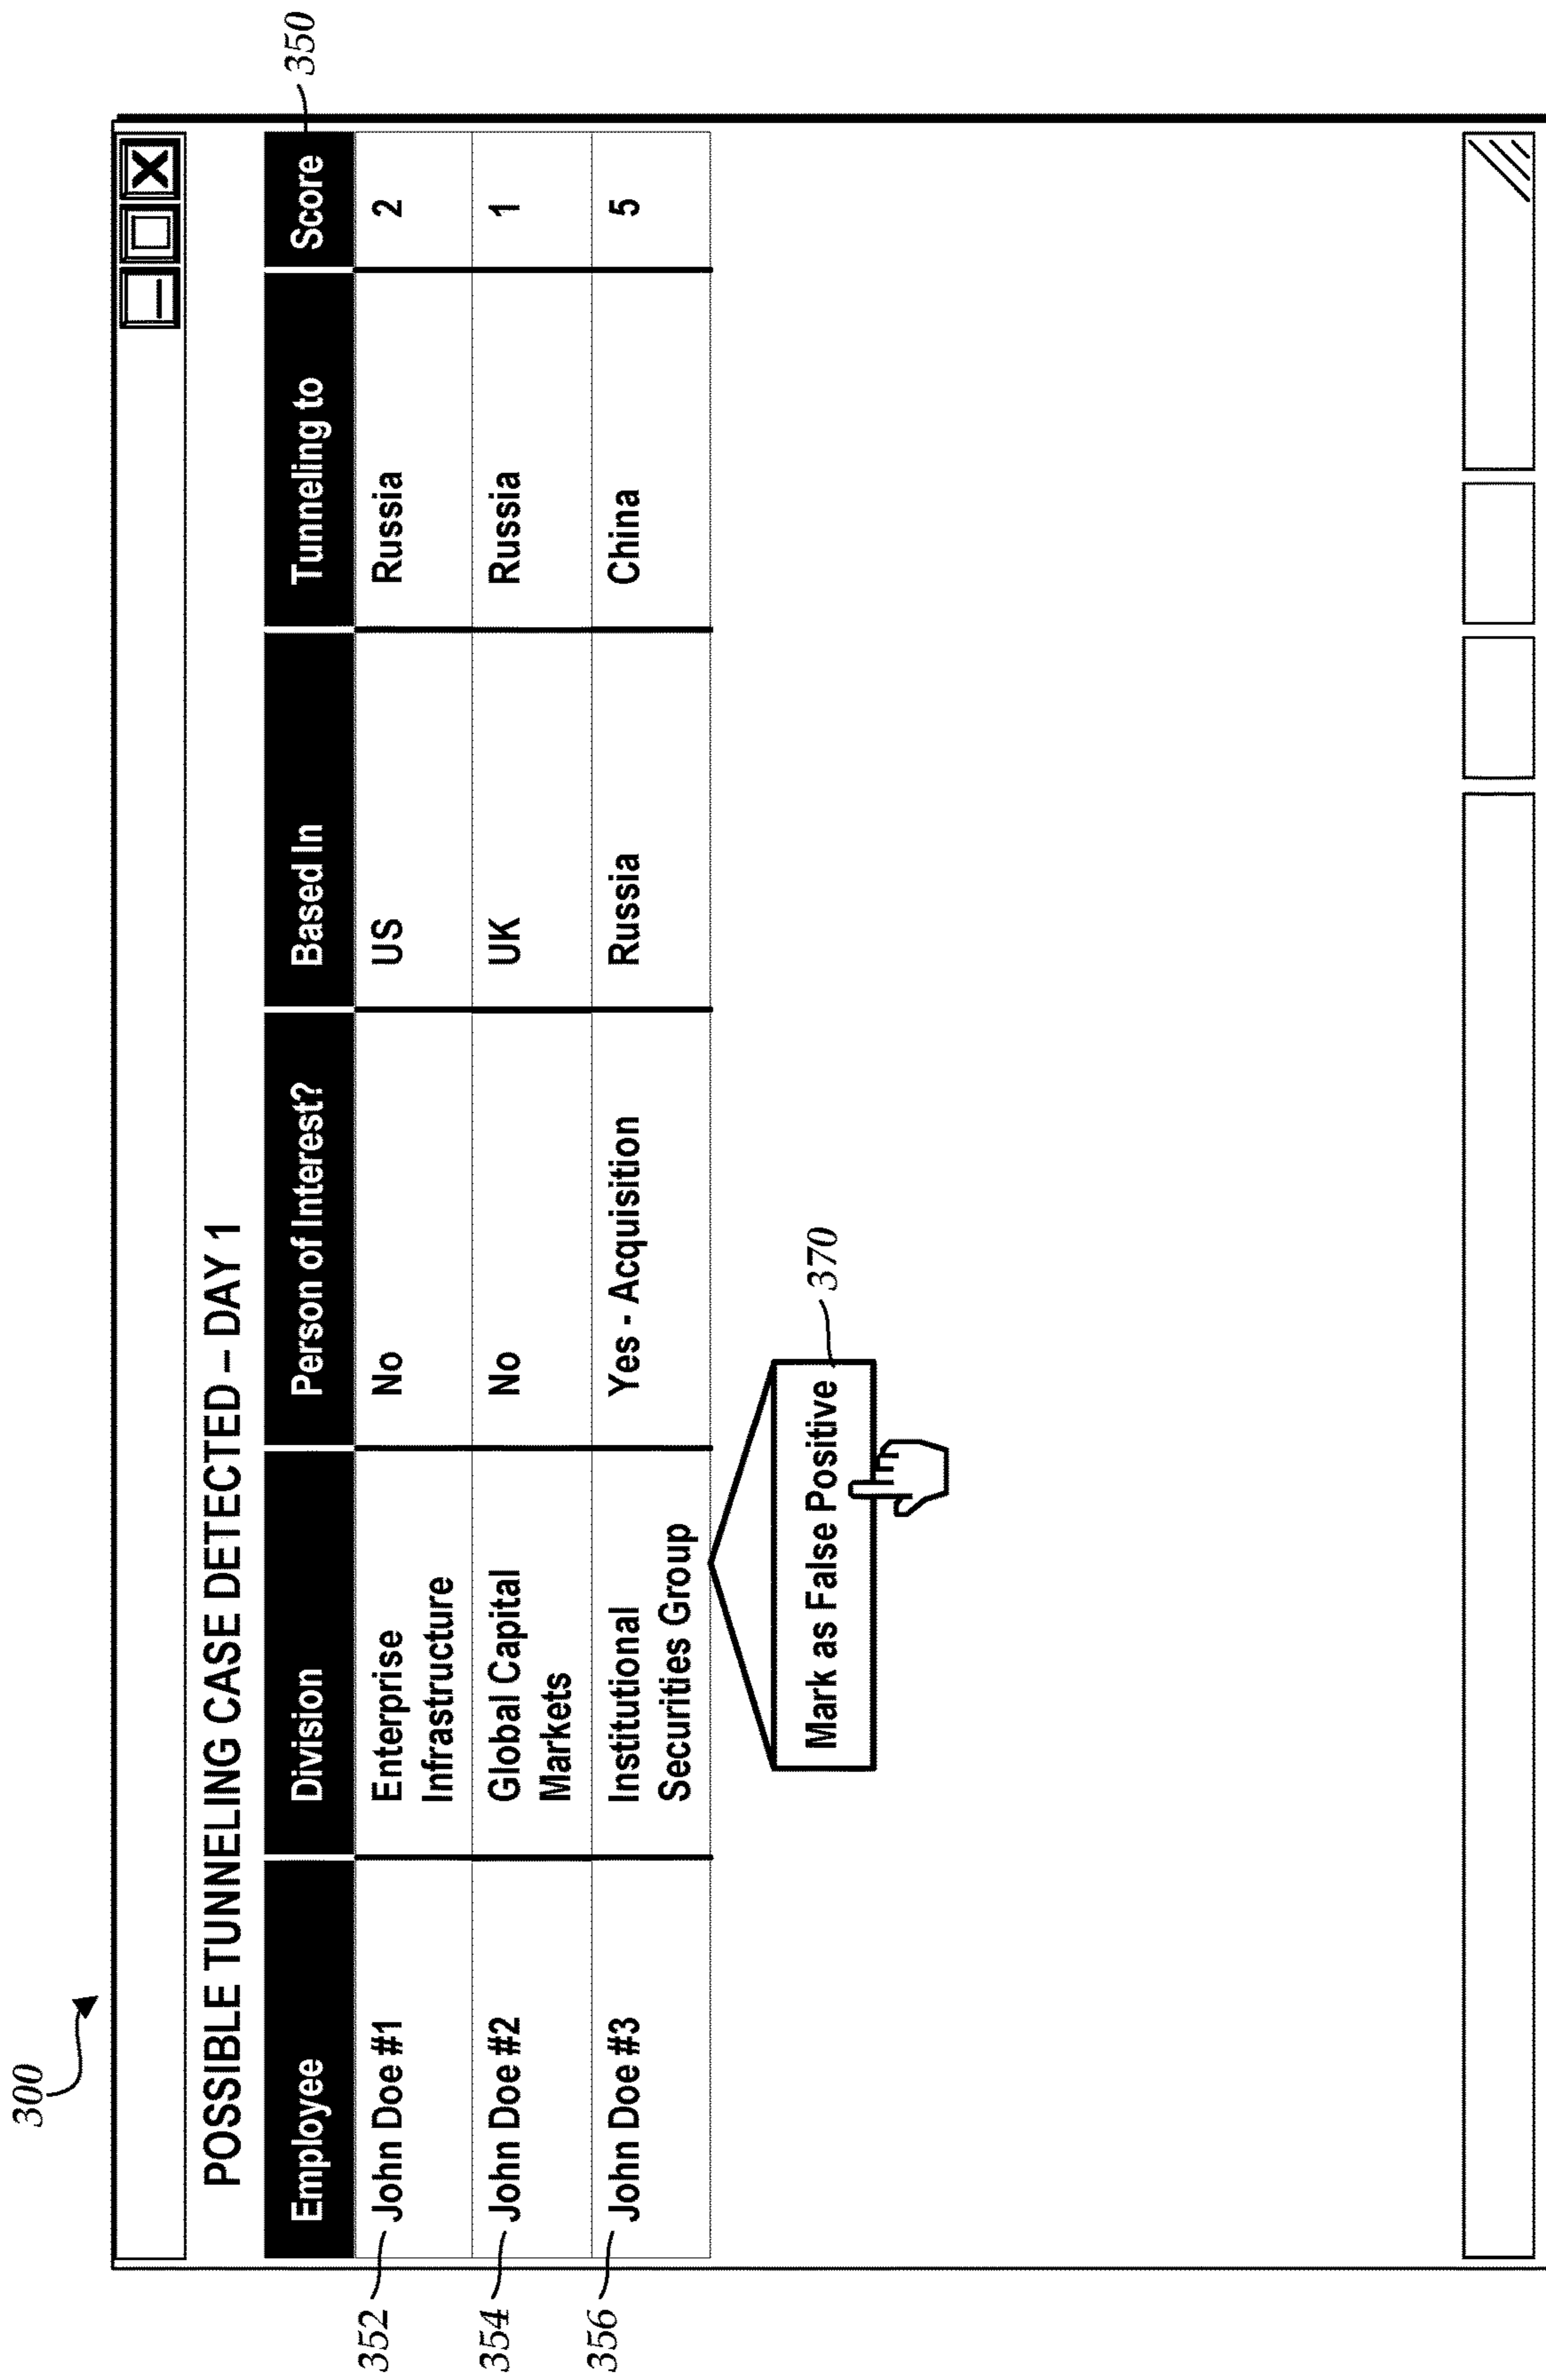 300
POSSIBLE TUNNELING CASE DETECTED – DAY 1
350
Employee Division Person of Interest? Based In Tunneling to Score
352 John Doe #1 Enterprise No US Russia 2
Infrastructure
354 John Doe #2 Global Capital No UK Russia 1
Markets
356 John Doe #3 Institutional Yes - Acquisition Russia China 5
Securities Group
Mark as False Positive 370